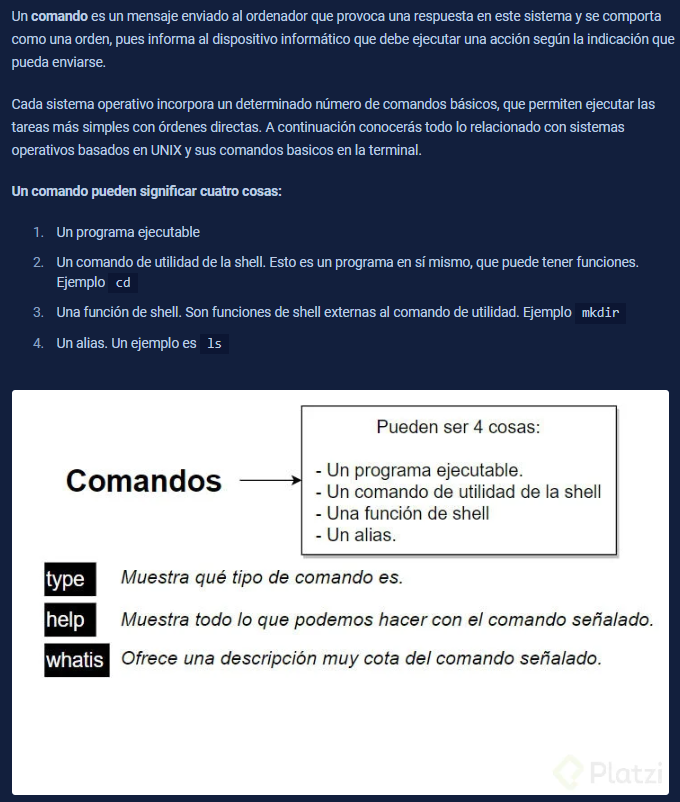 Un comando es un mensaje enviado al ordenador que provoca una respuesta en este sistema y se comporta
como una orden, pues informa al dispositivo informático que debe ejecutar una acción según la indicación que
pueda enviarse.
Cada sistema operativo incorpora un determinado número de comandos básicos, que permiten ejecutar las
tareas más simples con órdenes directas. A continuación conocerás todo lo relacionado con sistemas
operativos basados en UNIX y sus comandos basicos en la terminal.
Un comando pueden significar cuatro cosas:
1. Un programa ejecutable
2. Un comando de utilidad de la shell. Esto es un programa en sí mismo, que puede tener funciones.
Ejemplo cd
3. Una función de shell. Son funciones de shell externas al comando de utilidad. Ejemplo mkdir
4. Un alias. Un ejemplo es ls
Comandos
Pueden ser 4 cosas:
- Un programa ejecutable.
- Un comando de utilidad de la shell
- Una función de shell
- Un alias.
type Muestra qué tipo de comando es.
help Muestra todo lo que podemos hacer con el comando señalado.
whatis Ofrece una descripción muy cota del comando señalado.
Platzi